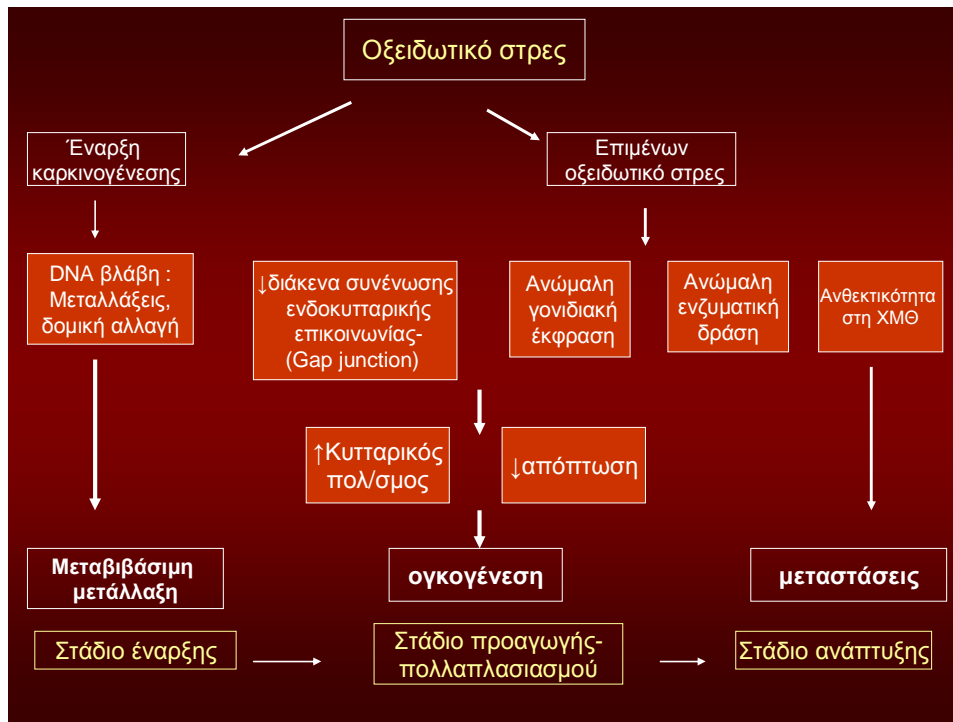 Οξειδωτικό στρες
Έναρξη
καρκινογένεσης
Επιμένων
οξειδωτικό στρες
DNA βλάβη :
Μεταλλάξεις,
δομική αλλαγή
↓διάκενα συνένωσης
ενδοκυτταρικής
επικοινωνίας-
(Gap junction)
Ανώμαλη
γονιδιακή
έκφραση
Ανώμαλη
ενζυματική
δράση
Ανθεκτικότητα
στη ΧΜΘ
↑Κυτταρικός
πολ/σμος
↓απόπτωση
Μεταβιβάσιμη
μετάλλαξη
ογκογένεση
μεταστάσεις
Στάδιο έναρξης
Στάδιο προαγωγής-
πολλαπλασιασμού
Στάδιο ανάπτυξης